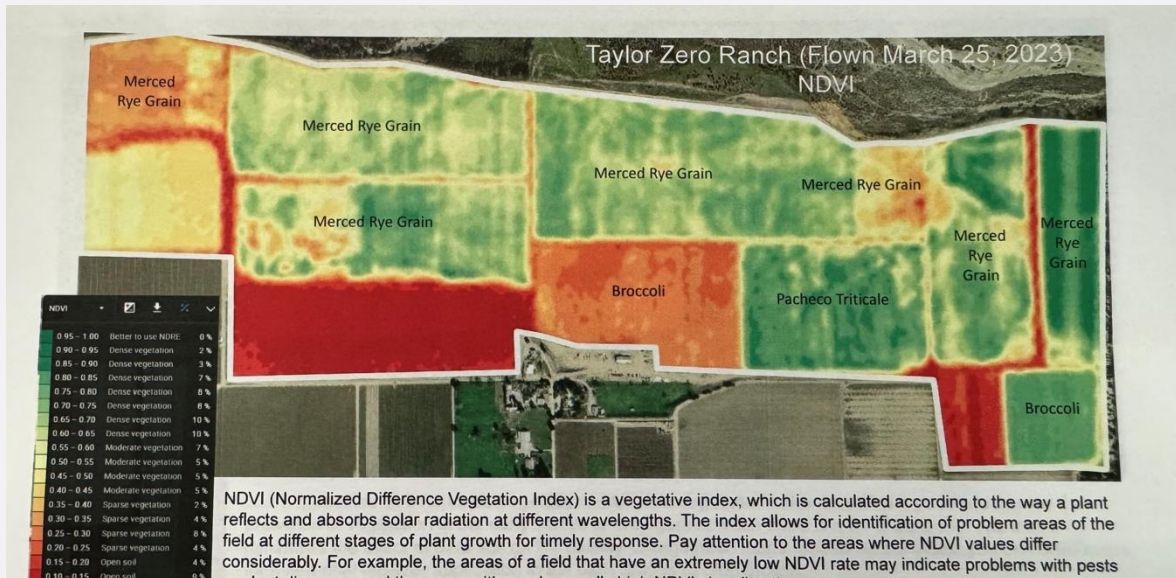 Taylor Zero Ranch (Flown March 25, 2023)
NDVI
Merced
Rye Grain
Merced Rye Grain
Merced Rye Grain
Merced Rye Grain
Merced Rye Grain
Merced
Rye
Grain
Merced
Rye
Grain
Broccoli
Pacheco Triticale
Broccoli
NDVI
0.95 – 1.00 Better to use NDRE 0 %
0.90 – 0.95 Dense vegetation 2 %
0.85 – 0.90 Dense vegetation 3 %
0.80 – 0.85 Dense vegetation 7 %
0.75 – 0.80 Dense vegetation 8 %
0.70 – 0.75 Dense vegetation 8 %
0.65 – 0.70 Dense vegetation 10 %
0.60 – 0.65 Dense vegetation 10 %
0.55 – 0.60 Moderate vegetation 7 %
0.50 – 0.55 Moderate vegetation 5 %
0.45 – 0.50 Moderate vegetation 5 %
0.40 – 0.45 Moderate vegetation 5 %
0.35 – 0.40 Sparse vegetation 2 %
0.30 – 0.35 Sparse vegetation 4 %
0.25 – 0.30 Sparse vegetation 8 %
0.20 – 0.25 Sparse vegetation 4 %
0.15 – 0.20 Open soil 4 %
0.10 – 0.15 Open soil 9 %
NDVI (Normalized Difference Vegetation Index) is a vegetative index, which is calculated according to the way a plant
reflects and absorbs solar radiation at different wavelengths. The index allows for identification of problem areas of the
field at different stages of plant growth for timely response. Pay attention to the areas where NDVI values differ
considerably. For example, the areas of a field that have an extremely low NDVI rate may indicate problems with pests